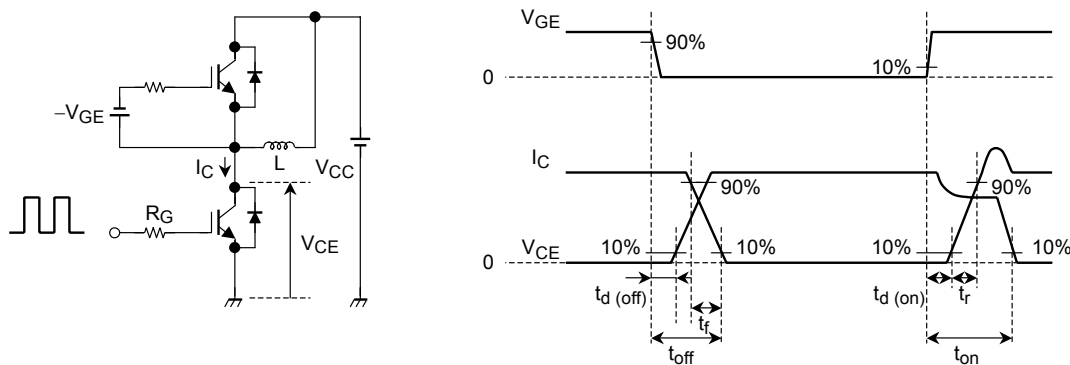 –VGE
IC
L
VCC
RG
VCE
VGE
90%
10%
0
IC
90%
90%
VCE
10%
10%
10%
10%
0
td (off)
tf
toff
td (on)
tr
ton